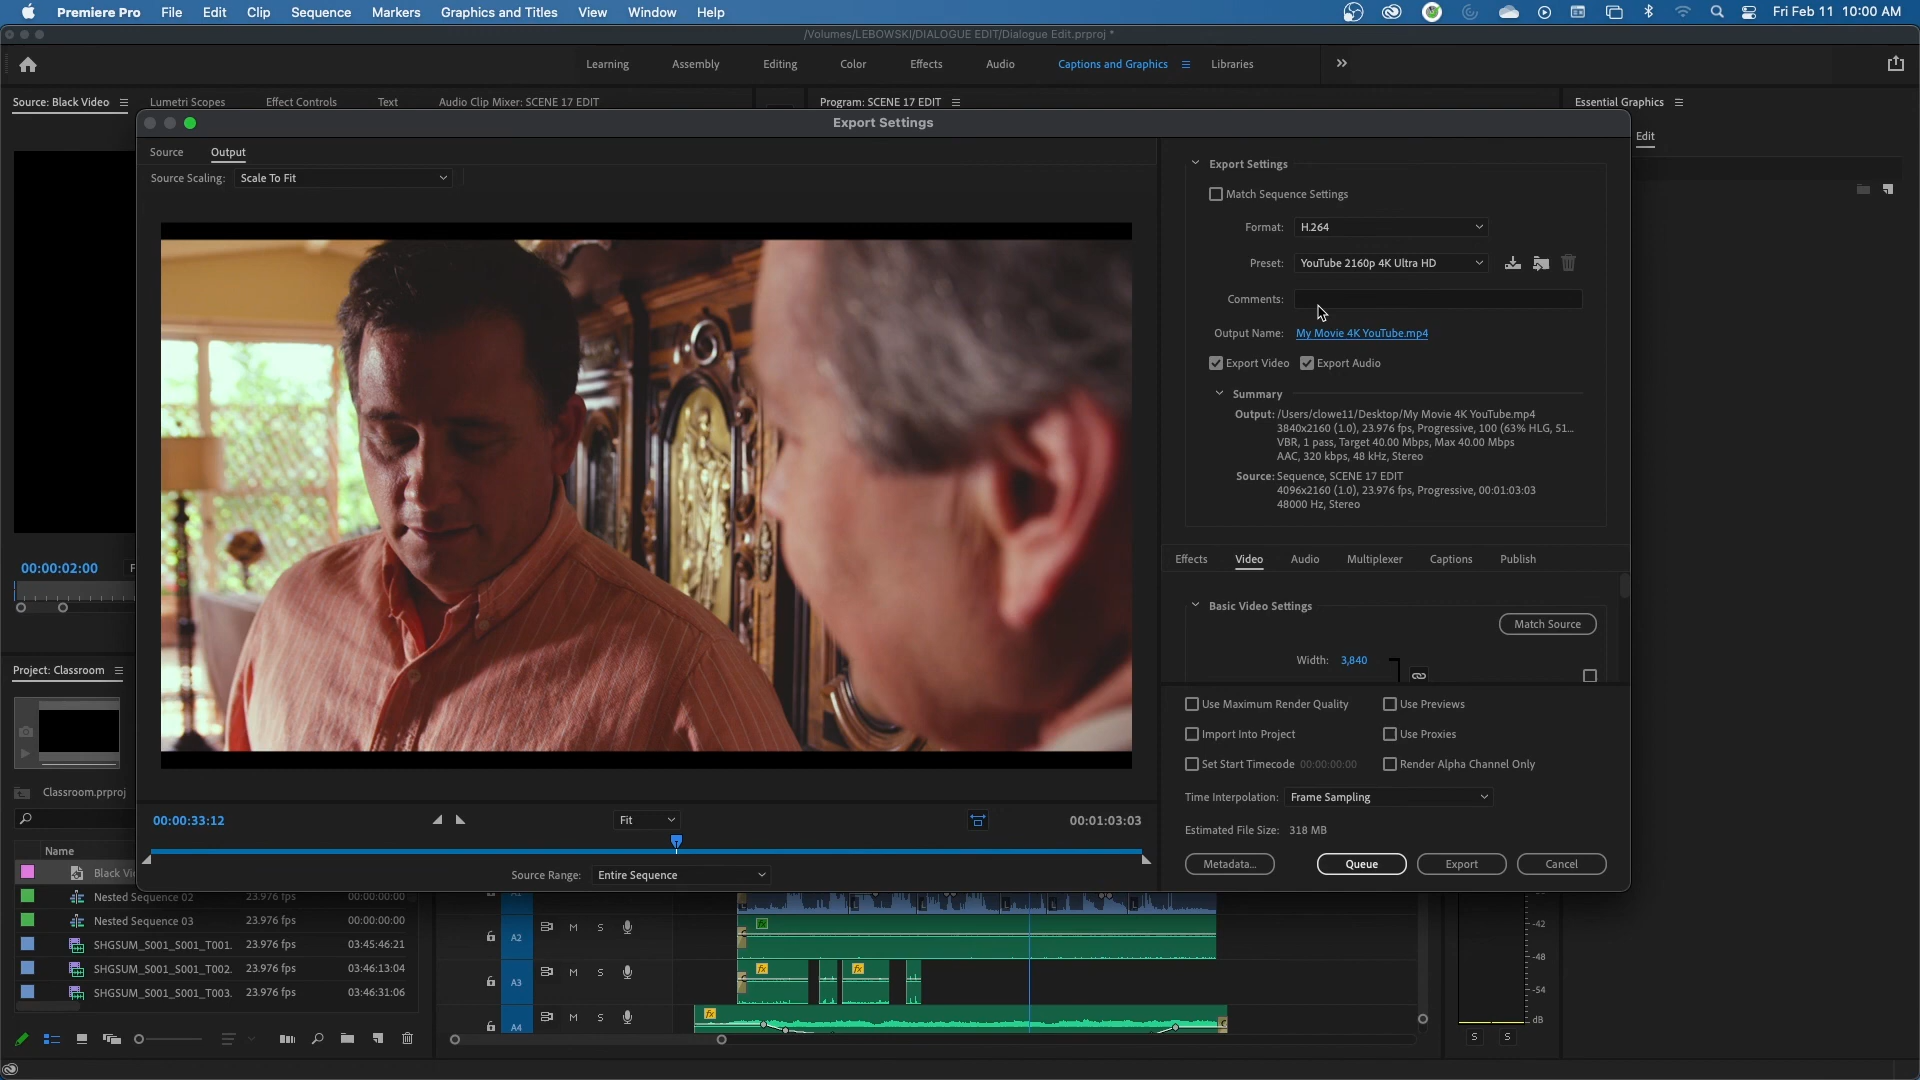 Premiere Pro File Edit Clip Sequence Markers Graphics and Titles View Window Help Fri Feb 11 10:00 AM
/Volumes/LEBOWSKI/DIALOGUE EDIT/Dialogue Edit.prproj *
Learning Assembly Editing Color Effects Audio Captions and Graphics Libraries
Source: Black Video Lumetri Scopes Effect Controls Text Audio Clip Mixer: SCENE 17 EDIT Program: SCENE 17 EDIT Essential Graphics
Export Settings
Edit
Source Output
Source Scaling: Scale To Fit
Export Settings
Match Sequence Settings
Format: H.264
Preset: YouTube 2160p 4K Ultra HD
Comments:
Output Name: My Movie 4K YouTube.mp4
Export Video Export Audio
Summary
Output: /Users/clowe11/Desktop/My Movie 4K YouTube.mp4
3840x2160 (1.0), 23.976 fps, Progressive, 100 (63% HLG, 51...
VBR, 1 pass, Target 40.00 Mbps, Max 40.00 Mbps
AAC, 320 kbps, 48 kHz, Stereo
Source: Sequence, SCENE 17 EDIT
4096x2160 (1.0), 23.976 fps, Progressive, 00:01:03:03
48000 Hz, Stereo
Effects Video Audio Multiplexer Captions Publish
00:00:02:00
Basic Video Settings
Match Source
Width: 3,840
Project: Classroom
Use Maximum Render Quality Use Previews
Import Into Project Use Proxies
Set Start Timecode 00:00:00:00 Render Alpha Channel Only
Time Interpolation: Frame Sampling
Estimated File Size: 318 MB
Metadata... Queue Export Cancel
Classroom.prproj
00:00:33:12 Fit 00:01:03:03
Source Range: Entire Sequence
Name
Black Vi
Nested Sequence 02 23.976 fps 00:00:00:00
Nested Sequence 03 23.976 fps 00:00:00:00
SHGSUM_S001_S001_T001. 23.976 fps 03:45:46:21
SHGSUM_S001_S001_T002. 23.976 fps 03:46:13:04
SHGSUM_S001_S001_T003. 23.976 fps 03:46:31:06
A2 M S fx
A3 M S fx fx
A4 M S fx
-42
-48
-54
dB
S S